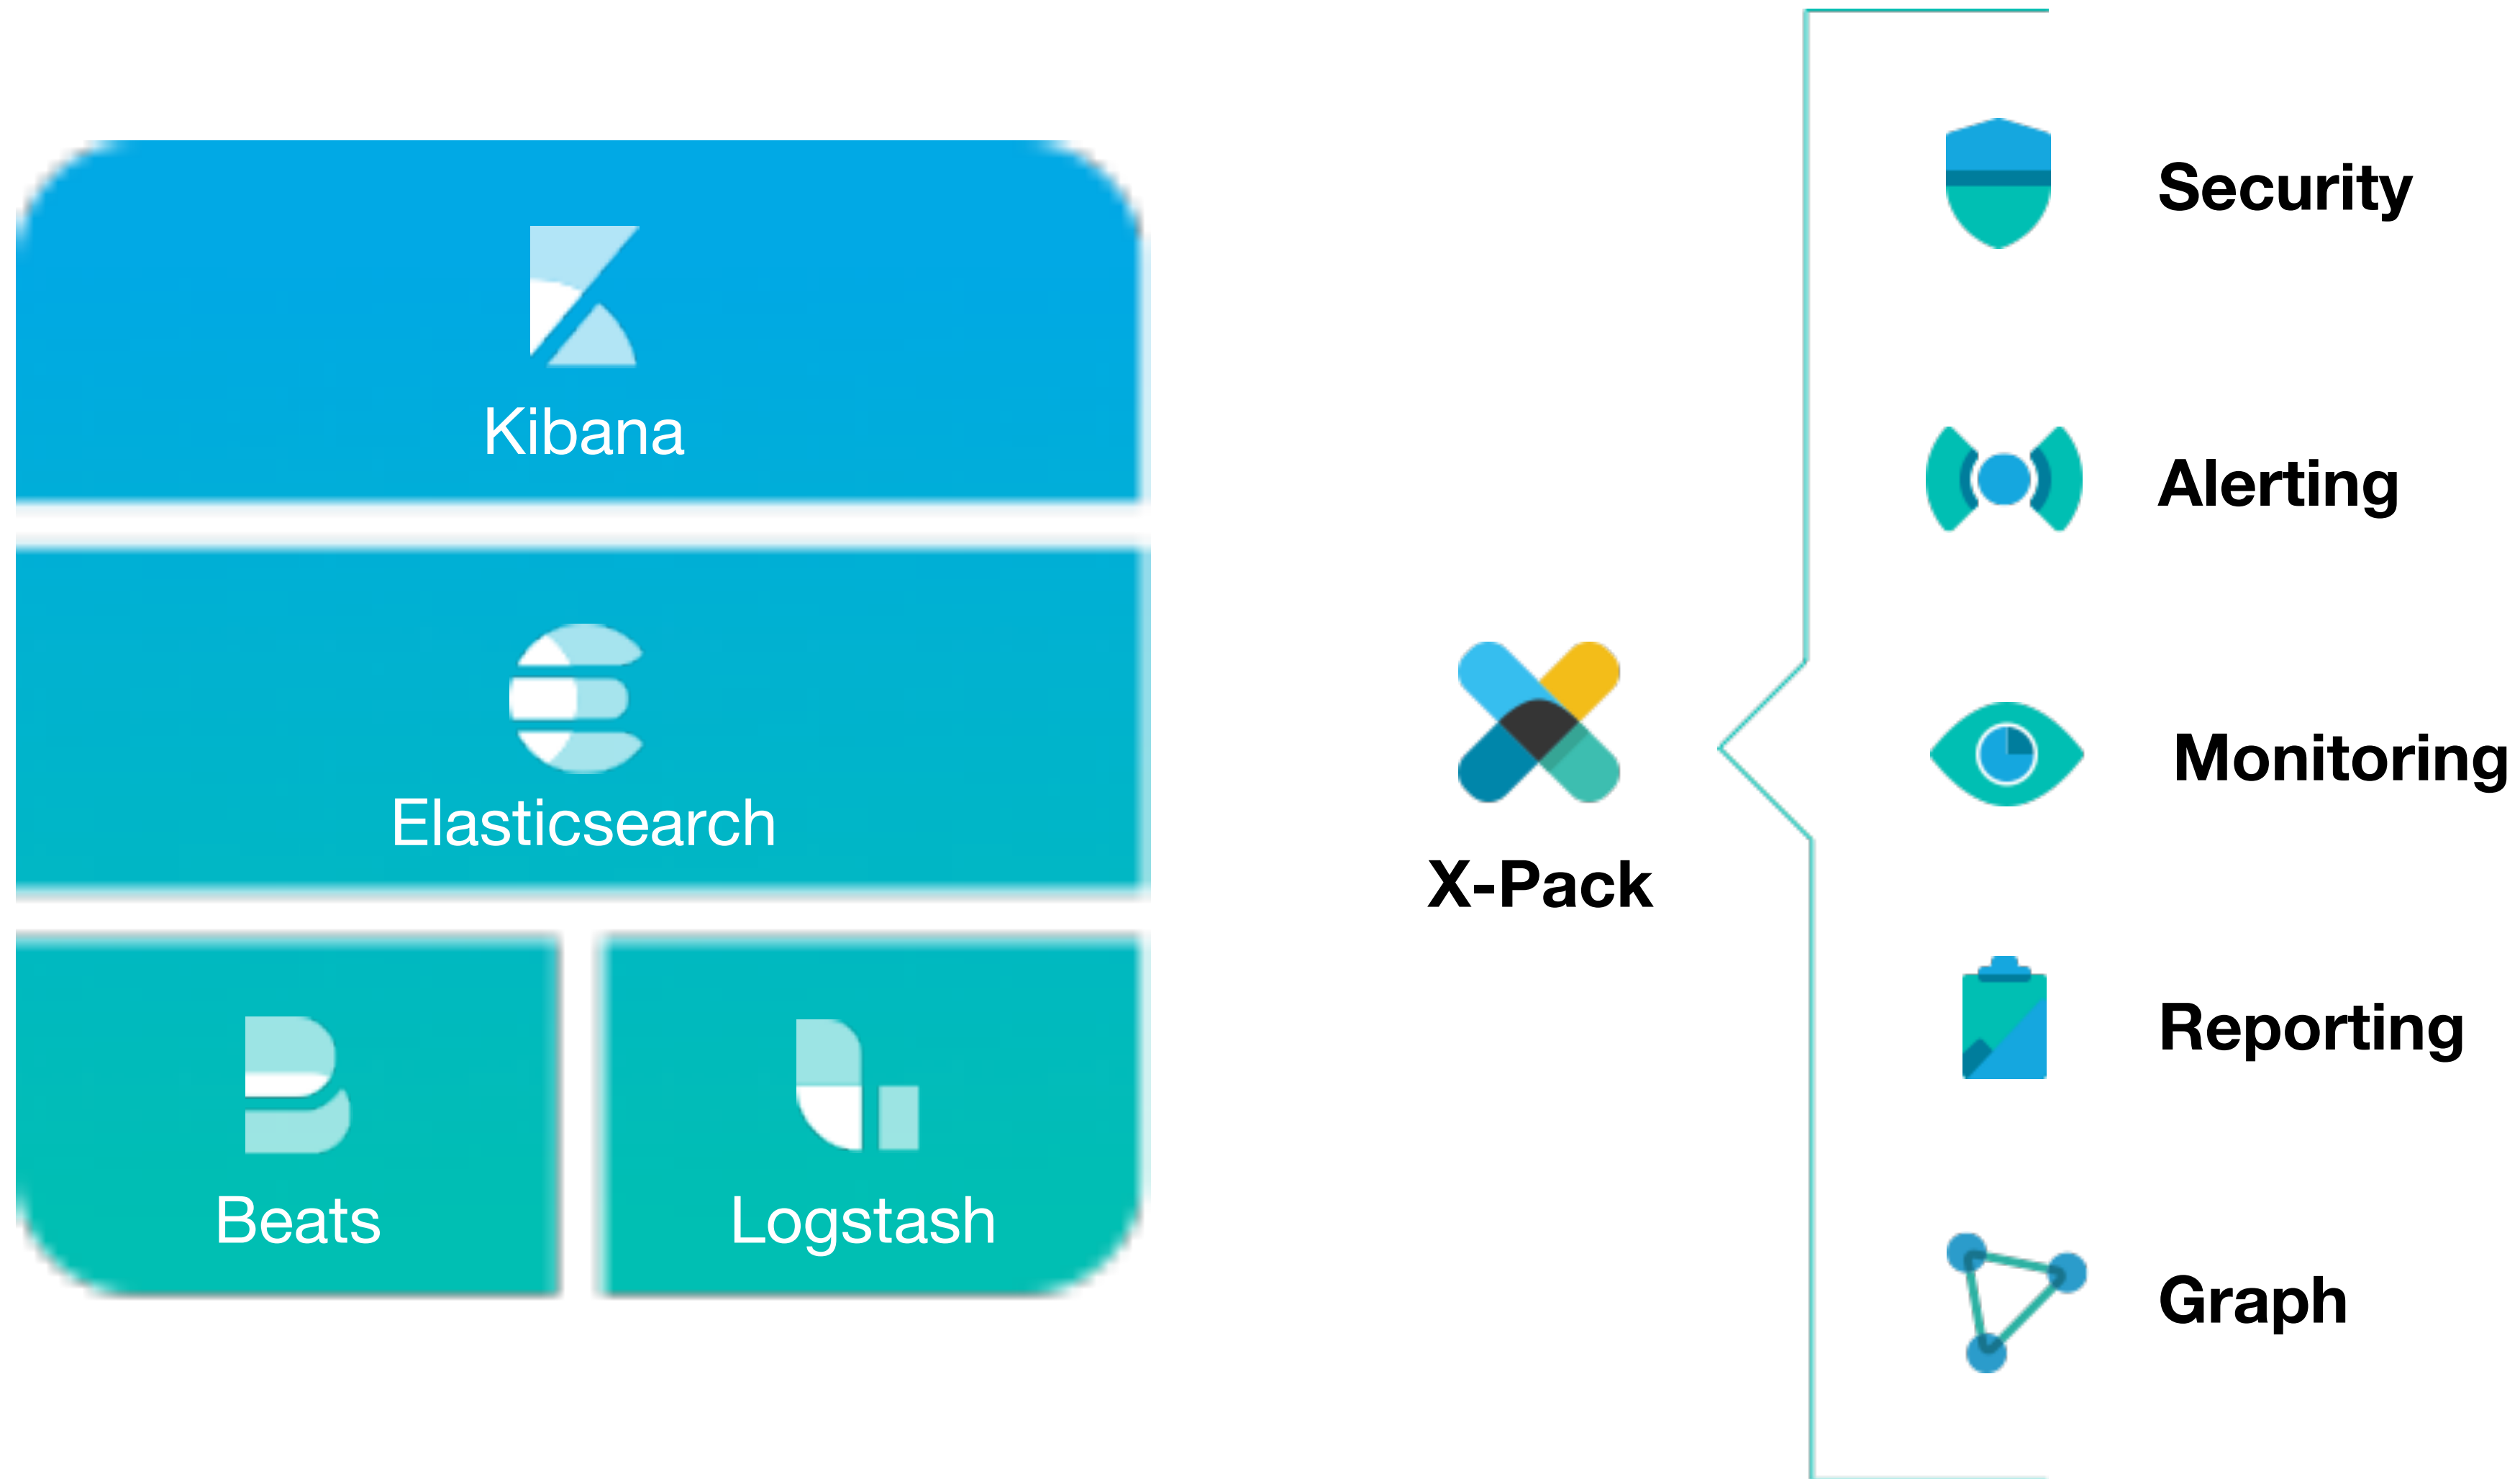 Kibana
Elasticsearch
Beats
Logstash
X-Pack
Security
Alerting
Monitoring
Reporting
Graph